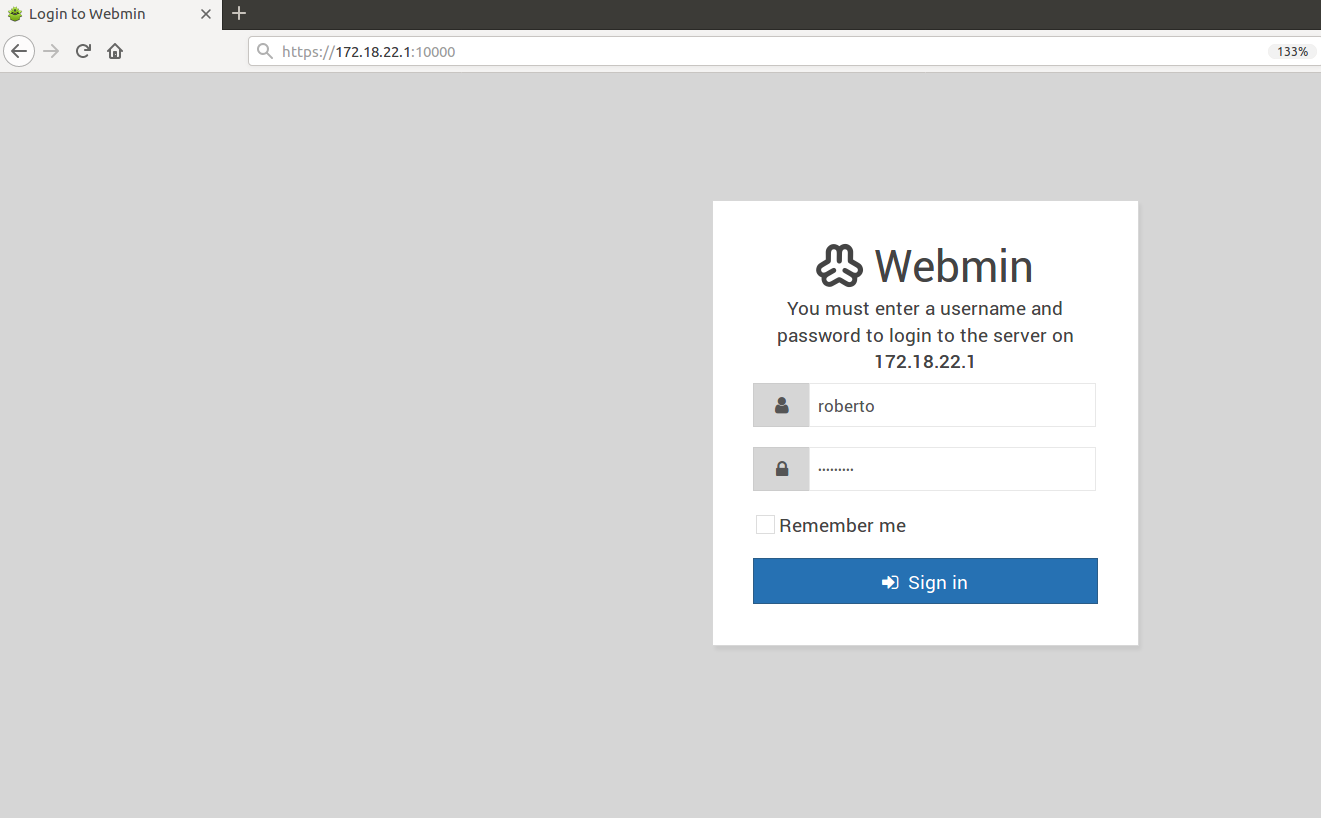 Login to Webmin
https://172.18.22.1:10000
133%
Webmin
You must enter a username and
password to login to the server on
172.18.22.1
roberto
•••••••••
Remember me
Sign in